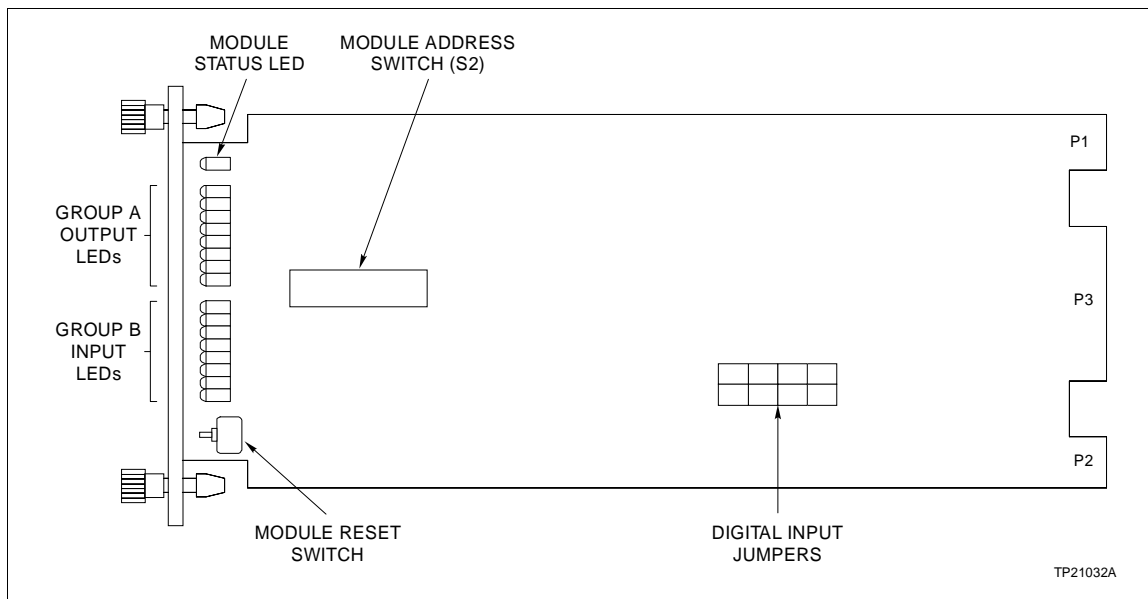 MODULE
STATUS LED
MODULE ADDRESS
SWITCH (S2)
P1
GROUP A
OUTPUT
LEDs
P3
GROUP B
INPUT
LEDs
P2
MODULE RESET
SWITCH
DIGITAL INPUT
JUMPERS
TP21032A